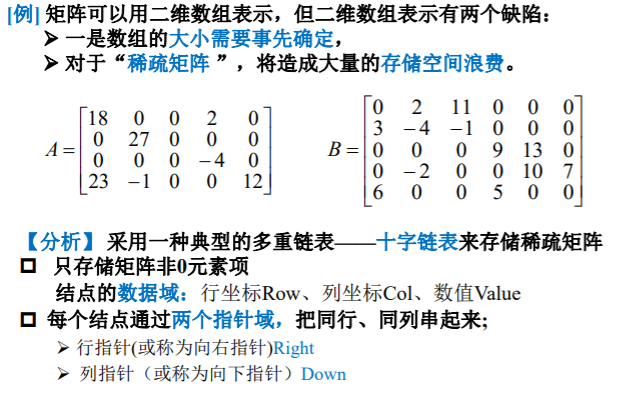 [例] 矩阵可以用二维数组表示，但二维数组表示有两个缺陷：
➢ 一是数组的大小需要事先确定，
➢ 对于“稀疏矩阵 ”，将造成大量的存储空间浪费。
A =
18 0 0 2 0
0 27 0 0 0
0 0 0 −4 0
23 −1 0 0 12
B =
0 2 11 0 0 0
3 −4 −1 0 0 0
0 0 0 9 13 0
0 −2 0 0 10 7
6 0 0 5 0 0
【分析】 采用一种典型的多重链表——十字链表来存储稀疏矩阵
❑ 只存储矩阵非0元素项
结点的数据域：行坐标Row、列坐标Col、数值Value
❑ 每个结点通过两个指针域，把同行、同列串起来;
➢ 行指针(或称为向右指针)Right
➢ 列指针（或称为向下指针）Down